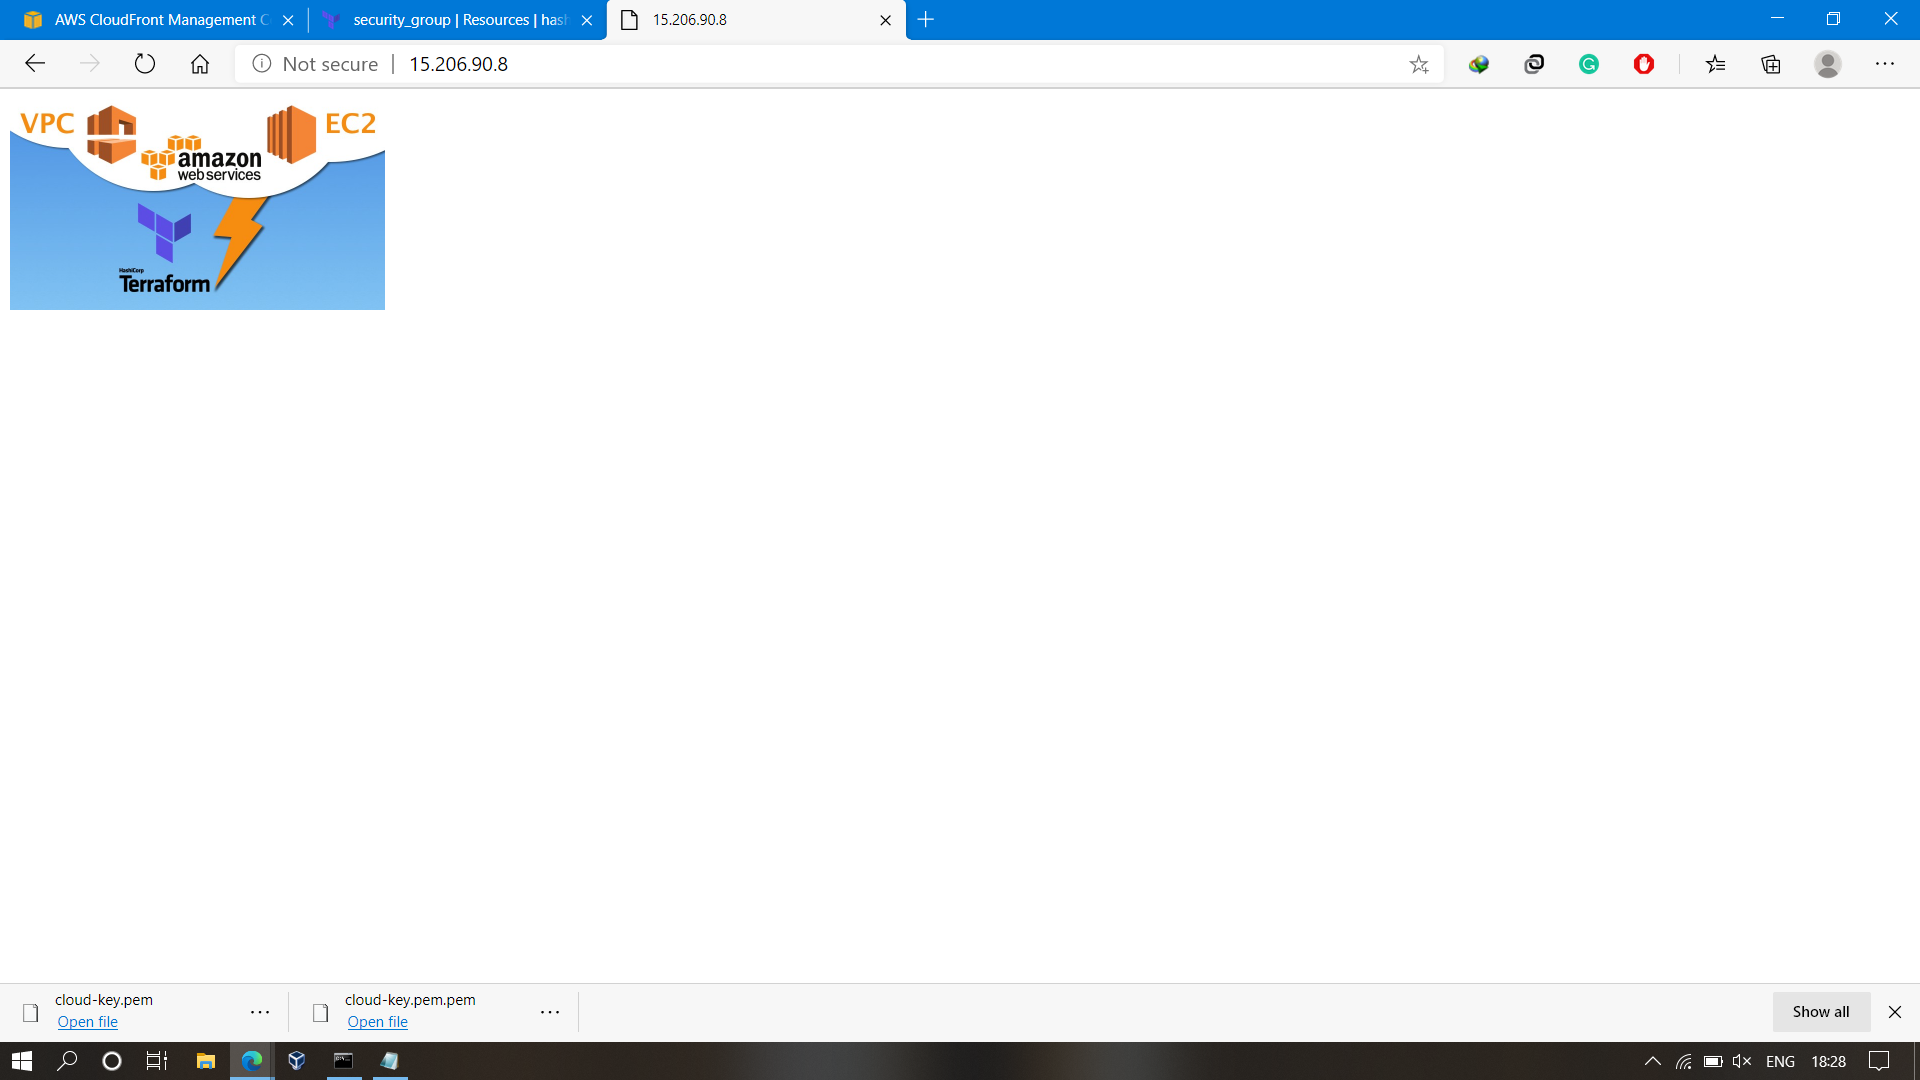 AWS CloudFront Management C
security_group | Resources | hash
15.206.90.8
Not secure | 15.206.90.8
VPC
EC2
amazon
web services
HashiCorp
Terraform
cloud-key.pem
Open file
cloud-key.pem.pem
Open file
Show all
ENG
18:28